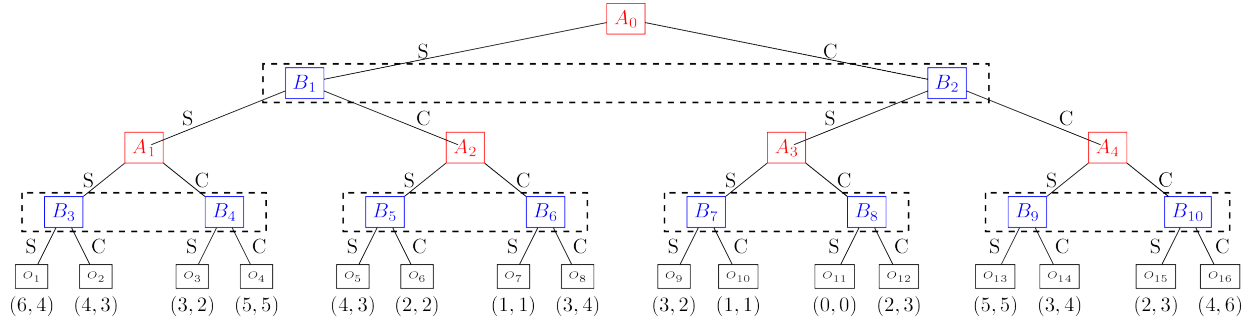 A₀
S C
B₁ B₂
S C S C
A₁ A₂ A₃ A₄
S C S C S C S C
B₃ B₄ B₅ B₆ B₇ B₈ B₉ B₁₀
S C S C S C S C S C S C S C S C
o₁ o₂ o₃ o₄ o₅ o₆ o₇ o₈ o₉ o₁₀ o₁₁ o₁₂ o₁₃ o₁₄ o₁₅ o₁₆
(6, 4) (4, 3) (3, 2) (5, 5) (4, 3) (2, 2) (1, 1) (3, 4) (3, 2) (1, 1) (0, 0) (2, 3) (5, 5) (3, 4) (2, 3) (4, 6)